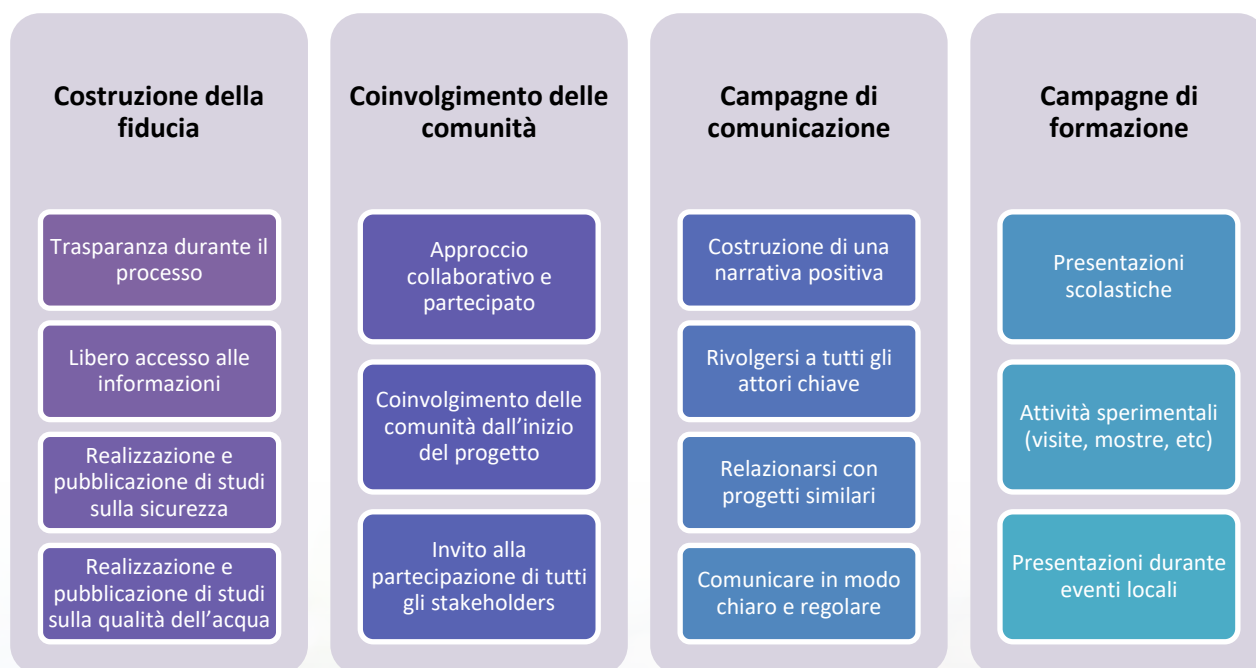 Costruzione della
fiducia
Trasparanza durante il
processo
Libero accesso alle
informazioni
Realizzazione e
pubblicazione di studi
sulla sicurezza
Realizzazione e
pubblicazione di studi
sulla qualità dell’acqua
Coinvolgimento delle
comunità
Approccio
collaborativo e
partecipato
Coinvolgimento delle
comunità dall’inizio
del progetto
Invito alla
partecipazione di tutti
gli stakeholders
Campagne di
comunicazione
Costruzione di una
narrativa positiva
Rivolgersi a tutti gli
attori chiave
Relazionarsi con
progetti similari
Comunicare in modo
chiaro e regolare
Campagne di
formazione
Presentazioni
scolastiche
Attività sperimentali
(visite, mostre, etc)
Presentazioni durante
eventi locali